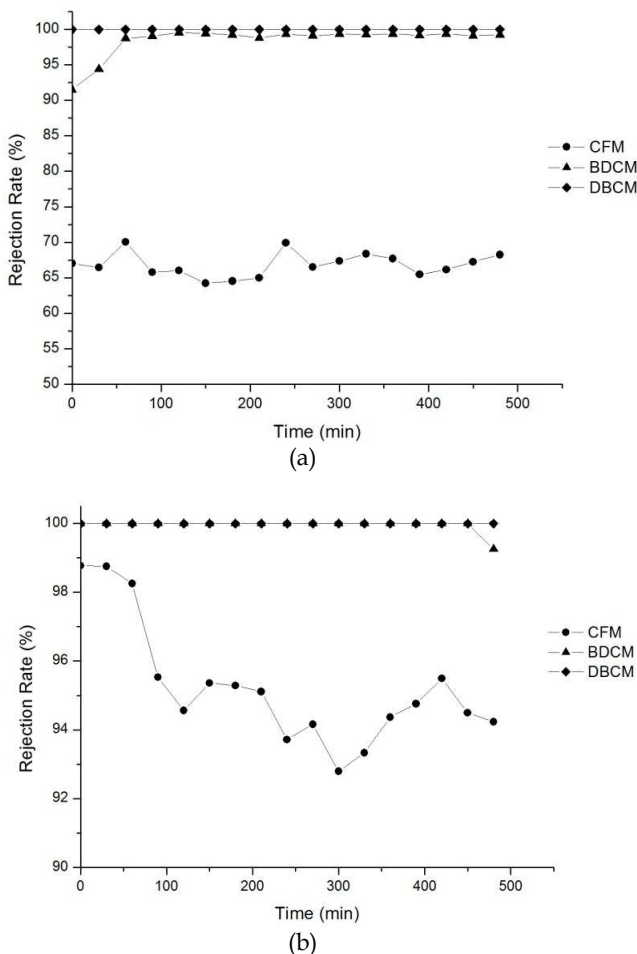 100
95
90
85
80
75
70
65
60
55
50
Rejection Rate (%)
0 100 200 300 400 500
Time (min)
CFM
BDCM
DBCM
(a)
100
98
96
94
92
90
Rejection Rate (%)
0 100 200 300 400 500
Time (min)
CFM
BDCM
DBCM
(b)